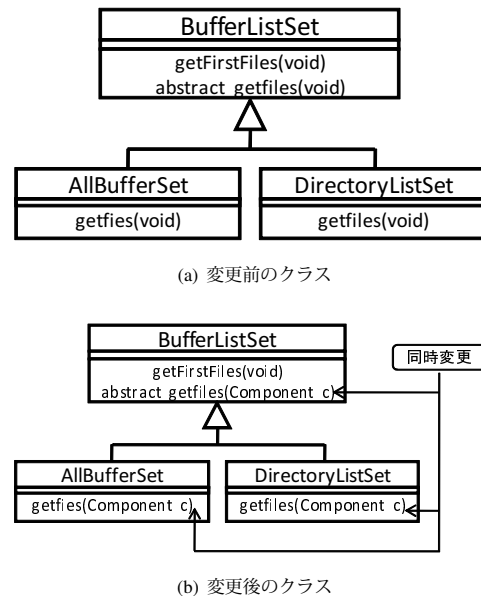 BufferListSet
getFirstFiles(void)
abstract getfiles(void)
AllBufferSet
getfies(void)
DirectoryListSet
getfiles(void)
(a) 変更前のクラス
BufferListSet
getFirstFiles(void)
abstract getfiles(Component c)
同時変更
AllBufferSet
getfies(Component c)
DirectoryListSet
getfiles(Component c)
(b) 変更後のクラス